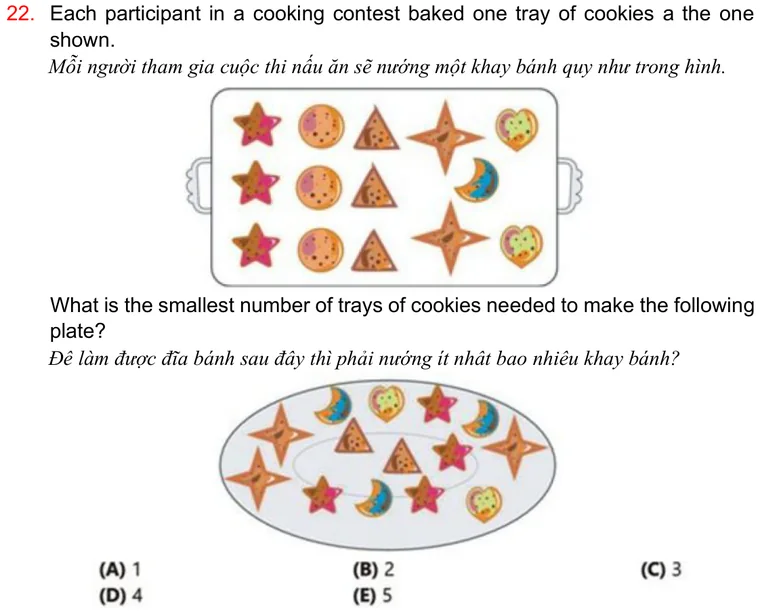 22. Each participant in a cooking contest baked one tray of cookies a the one
shown.
Mỗi người tham gia cuộc thi nấu ăn sẽ nướng một khay bánh quy như trong hình.
What is the smallest number of trays of cookies needed to make the following
plate?
Đê làm được đĩa bánh sau đây thì phải nướng ít nhât bao nhiêu khay bánh?
(A) 1 (B) 2 (C) 3
(D) 4 (E) 5